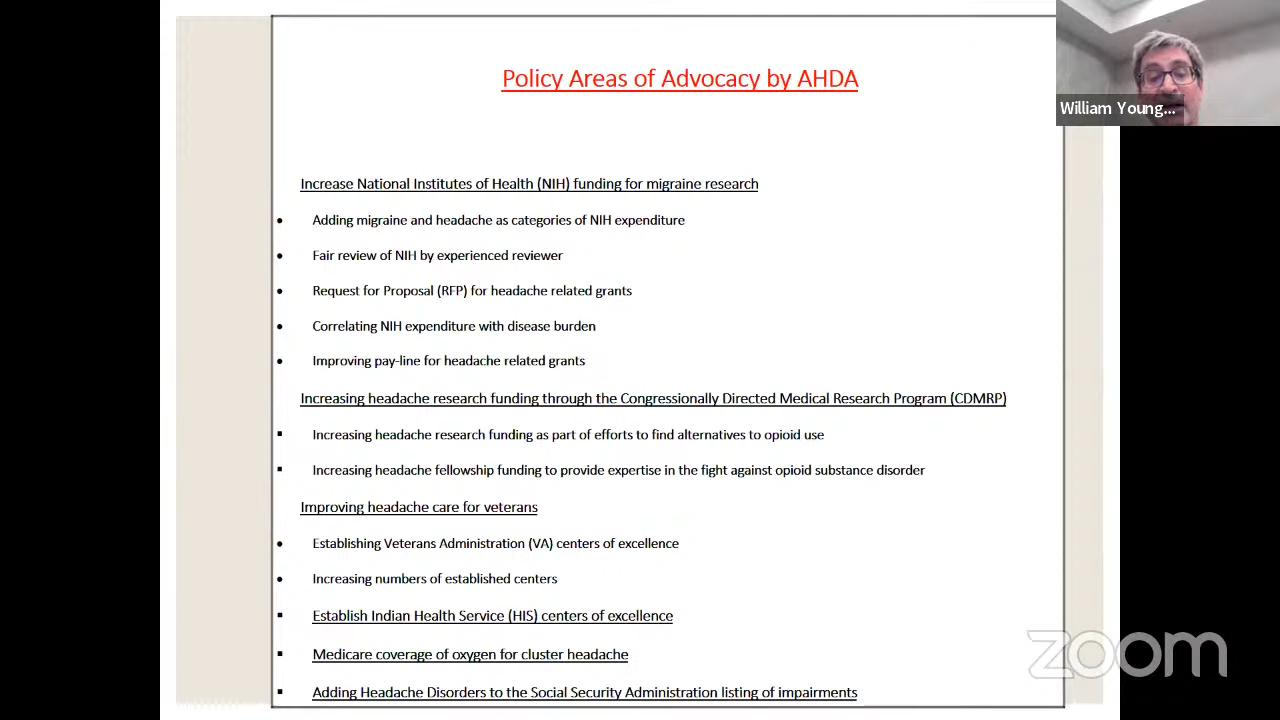 Policy Areas of Advocacy by AHDA
William Young...
Increase National Institutes of Health (NIH) funding for migraine research
• Adding migraine and headache as categories of NIH expenditure
• Fair review of NIH by experienced reviewer
• Request for Proposal (RFP) for headache related grants
• Correlating NIH expenditure with disease burden
• Improving pay-line for headache related grants
Increasing headache research funding through the Congressionally Directed Medical Research Program (CDMRP)
▪ Increasing headache research funding as part of efforts to find alternatives to opioid use
▪ Increasing headache fellowship funding to provide expertise in the fight against opioid substance disorder
Improving headache care for veterans
• Establishing Veterans Administration (VA) centers of excellence
• Increasing numbers of established centers
▪ Establish Indian Health Service (HIS) centers of excellence
▪ Medicare coverage of oxygen for cluster headache
▪ Adding Headache Disorders to the Social Security Administration listing of impairments
zoom